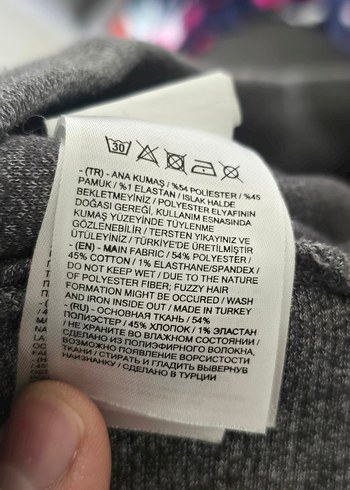 30
- (TR) - ANA KUMAŞ / %54 POLİESTER / %45
PAMUK / %1 ELASTAN / ISLAK HALDE
BEKLETMEYİNİZ / POLYESTER ELYAFININ
DOĞASI GEREĞİ, KULLANIM ESNASINDA
KUMAŞ YÜZEYİNDE TÜYLENME
GÖZLENEBİLİR / TERSTEN YIKAYINIZ VE
ÜTÜLEYİNİZ / TÜRKİYE'DE ÜRETİLMİŞTİR
- (EN) - MAIN FABRIC / 54% POLYESTER /
45% COTTON / 1% ELASTHANE/SPANDEX /
DO NOT KEEP WET / DUE TO THE NATURE
OF POLYESTER FIBER; FUZZY HAIR
FORMATION MIGHT BE OCCURED / WASH
AND IRON INSIDE OUT / MADE IN TURKEY
- (RU) - ОСНОВНАЯ ТКАНЬ / 54%
ПОЛИЭСТЕР / 45% ХЛОПОК / 1% ЭЛАСТАН
/ НЕ ХРАНИТЕ ВО ВЛАЖНОМ СОСТОЯНИИ /
СДЕЛАНО ИЗ ПОЛИЭФИРНОГО ВОЛОКНА,
ВОЗМОЖНО ПОЯВЛЕНИЕ ВОРСИСТОСТИ
ТКАНИ / СТИРАТЬ И ГЛАДИТЬ ВЫВЕРНУВ
НАИЗНАНКУ / СДЕЛАНО В ТУРЦИИ